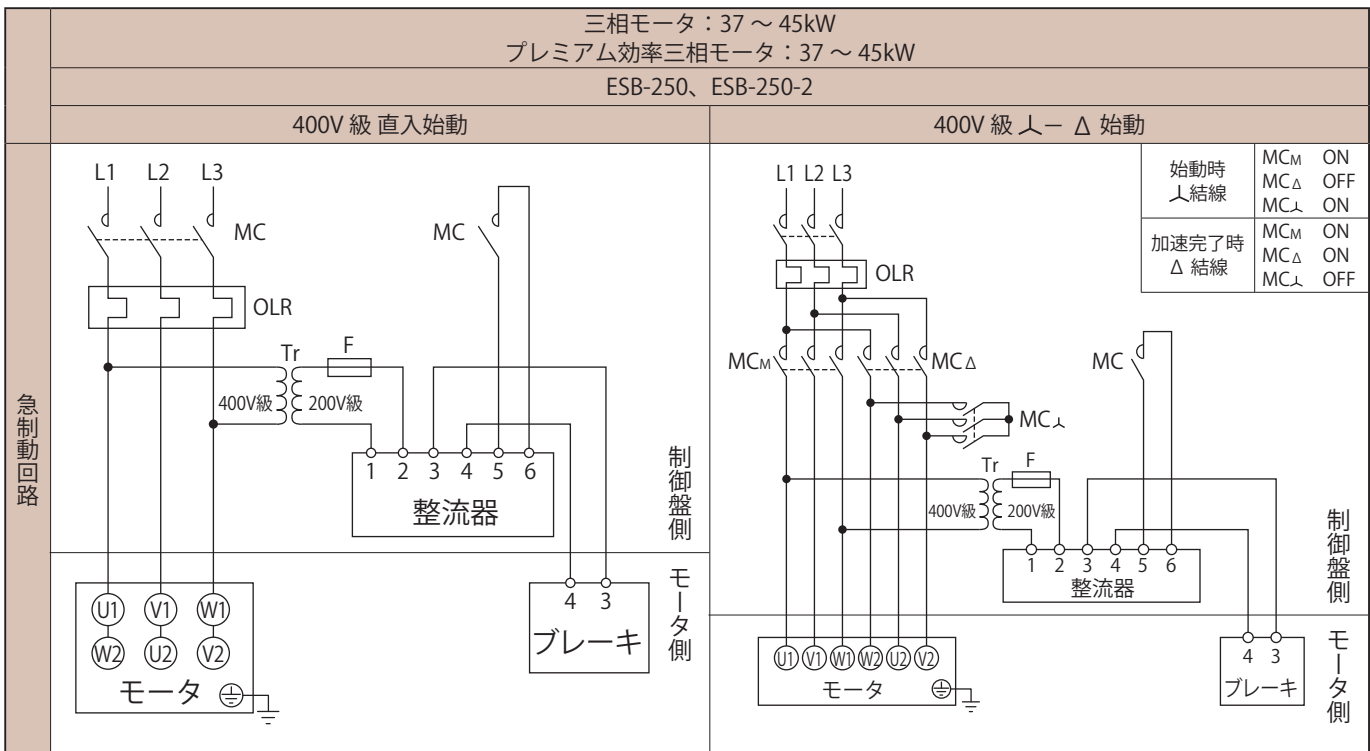 三相モータ：37 ～ 45kW
プレミアム効率三相モータ：37 ～ 45kW
ESB-250、ESB-250-2
400V 級 直入始動
400V 級 人－ Δ 始動
急制動回路
L1 L2 L3
MC
MC
OLR
Tr
F
400V級
200V級
1 2 3 4 5 6
整流器
制御盤側
U1 V1 W1
W2 U2 V2
モータ
4 3
ブレーキ
モータ側
始動時
人結線
MCM ON
MCΔ OFF
MC人 ON
加速完了時
Δ 結線
MCM ON
MCΔ ON
MC人 OFF
L1 L2 L3
OLR
MCM
MCΔ
MC
MC人
Tr
F
400V級
200V級
1 2 3 4 5 6
整流器
制御盤側
U1 V1 W1 W2 U2 V2
モータ
4 3
ブレーキ
モータ側